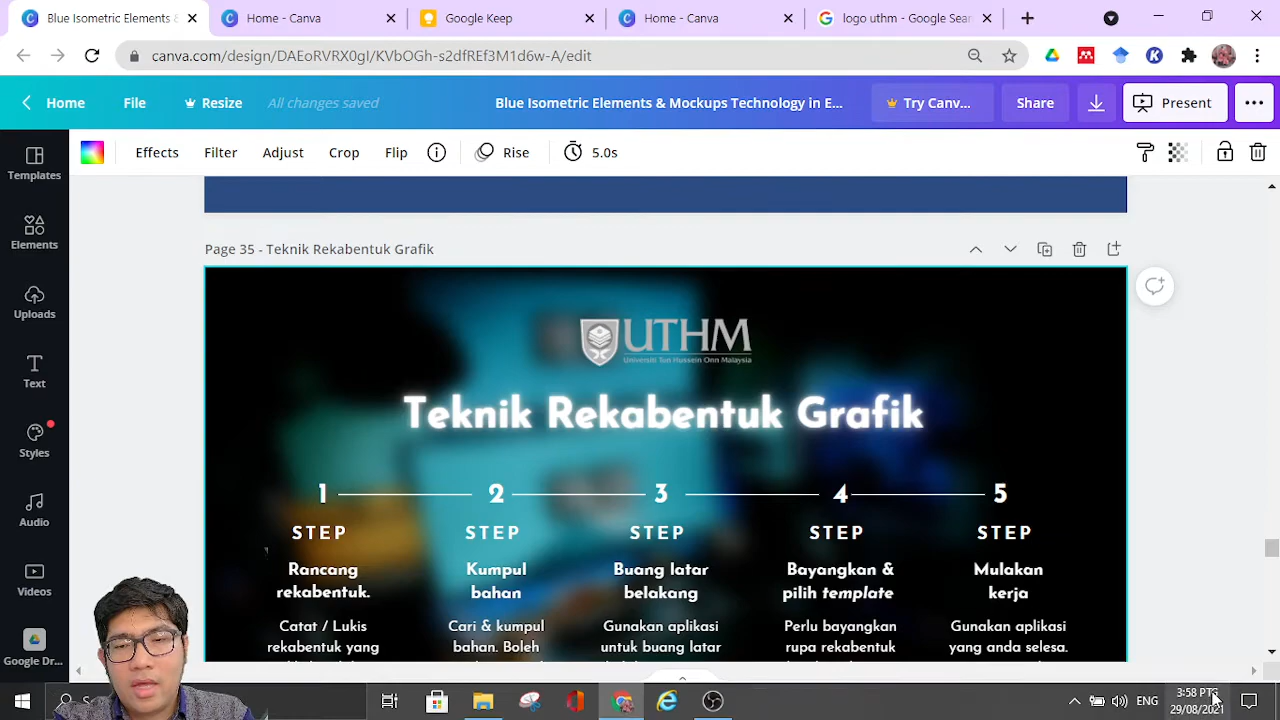 Blue Isometric Elements &
Home - Canva
Google Keep
Home - Canva
logo uthm - Google Sear
canva.com/design/DAEoRVRX0qI/KVbOGh-s2dfREf3M1d6w-A/edit
Home
File
Resize
All changes saved
Blue Isometric Elements & Mockups Technology in E...
Try Canv...
Share
Present
Effects
Filter
Adjust
Crop
Flip
Rise
5.0s
Templates
Elements
Uploads
Text
Styles
Audio
Videos
Google Dr...
Page 35 - Teknik Rekabentuk Grafik
UTHM
Universiti Tun Hussein Onn Malaysia
Teknik Rekabentuk Grafik
1 2 3 4 5
STEP STEP STEP STEP STEP
Rancang
rekabentuk.
Kumpul
bahan
Buang latar
belakang
Bayangkan &
pilih template
Mulakan
kerja
Catat / Lukis
rekabentuk yang
Cari & kumpul
bahan. Boleh
Gunakan aplikasi
untuk buang latar
Perlu bayangkan
rupa rekabentuk
Gunakan aplikasi
yang anda selesa.
ENG
3:58 PTG
29/08/2021